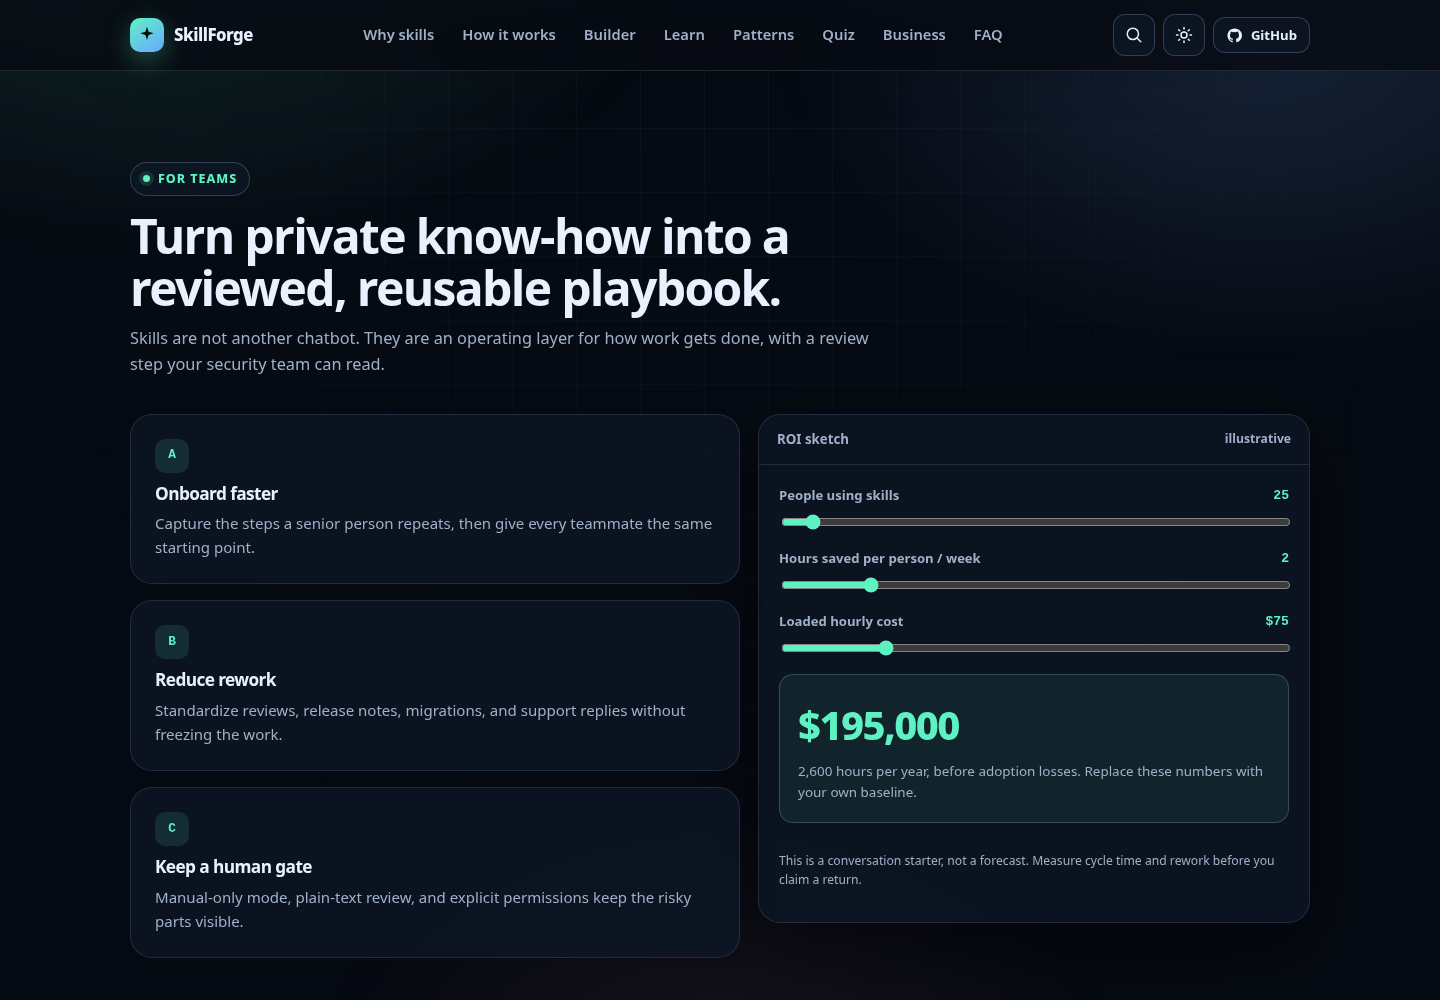 SkillForge
Why skills
How it works
Builder
Learn
Patterns
Quiz
Business
FAQ
GitHub
FOR TEAMS
Turn private know-how into a
reviewed, reusable playbook.
Skills are not another chatbot. They are an operating layer for how work gets done, with a review
step your security team can read.
A
Onboard faster
Capture the steps a senior person repeats, then give every teammate the same
starting point.
B
Reduce rework
Standardize reviews, release notes, migrations, and support replies without
freezing the work.
C
Keep a human gate
Manual-only mode, plain-text review, and explicit permissions keep the risky
parts visible.
ROI sketch
illustrative
People using skills
25
Hours saved per person / week
2
Loaded hourly cost
$75
$195,000
2,600 hours per year, before adoption losses. Replace these numbers with
your own baseline.
This is a conversation starter, not a forecast. Measure cycle time and rework before you
claim a return.